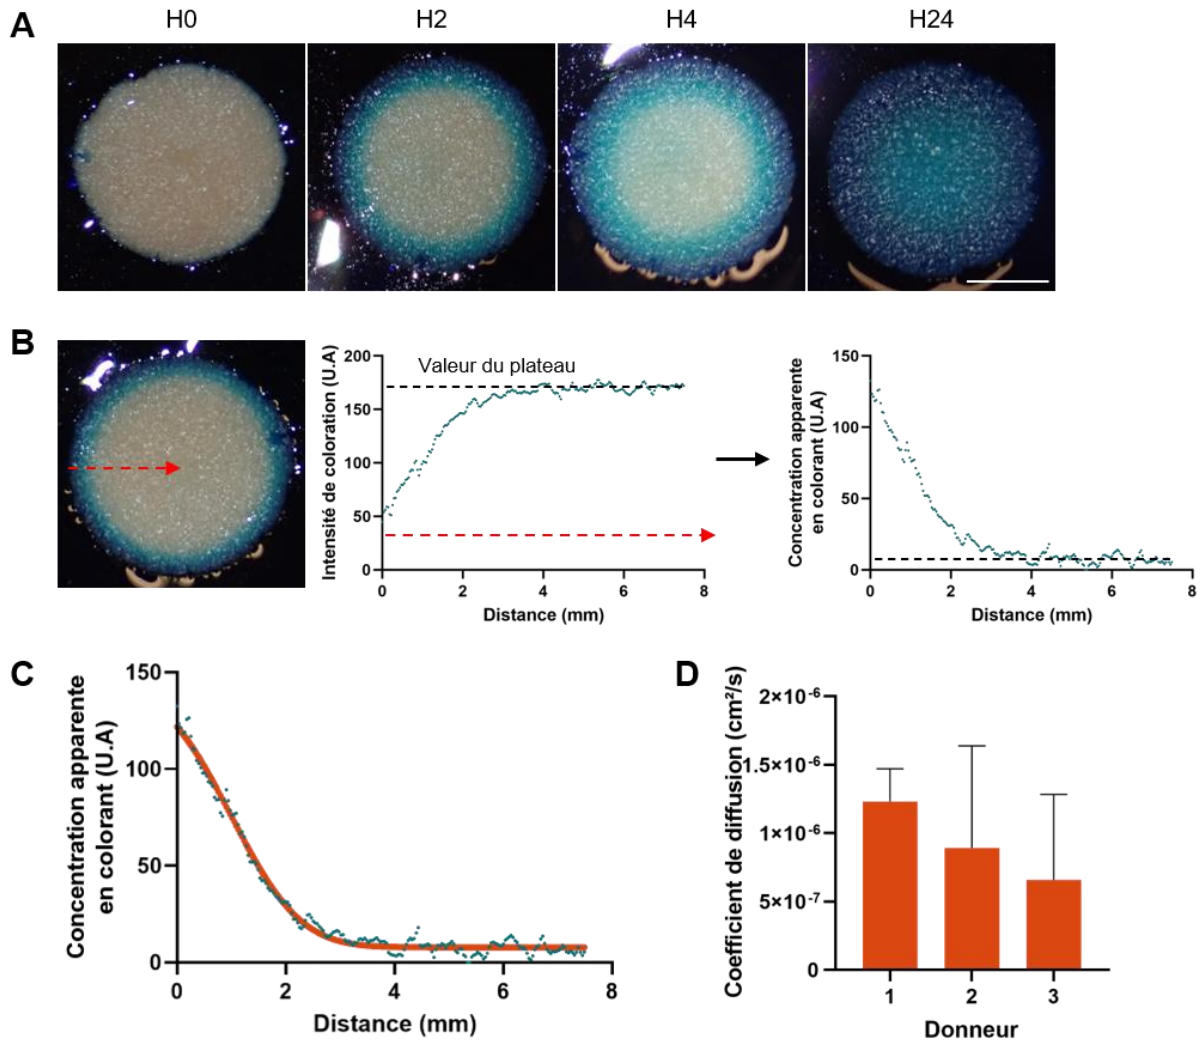 A
H0
H2
H4
H24
B
Intensité de coloration (U.A)
200
150
100
50
0
Valeur du plateau
0
2
4
6
8
Distance (mm)
Concentration apparente
en colorant (U.A)
150
100
50
0
0
2
4
6
8
Distance (mm)
C
Concentration apparente
en colorant (U.A)
150
100
50
0
0
2
4
6
8
Distance (mm)
D
Coefficient de diffusion (cm²/s)
2×10⁻⁶
1.5×10⁻⁶
1×10⁻⁶
5×10⁻⁷
0
1
2
3
Donneur